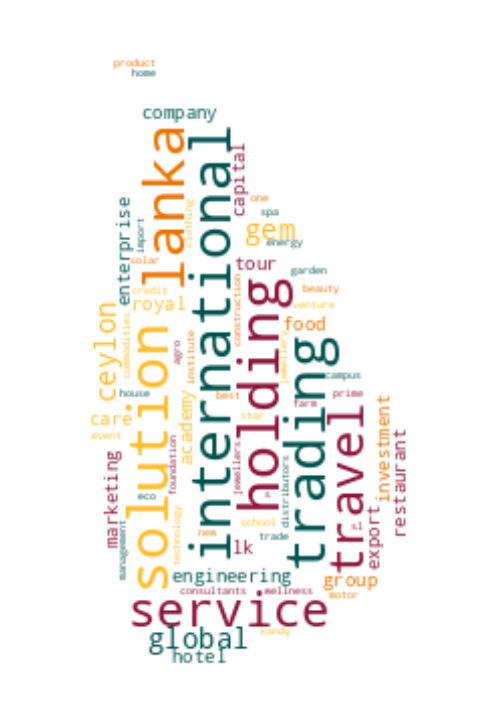 product
home
company
lanka
international
capital
one
spa
clothing
enterprise
import
gem
energy
solar
tour
garden
credit
beauty
royal
holding
venture
ceylon
commodities
construction
food
solution
trading
agro
institute
jewellery
campus
house
best
prime
academy
farm
travel
investment
care
star
event
restaurant
marketing
foundation
jewellers
distributors
s
eco
school
sl
export
management
technology
new
trade
lk
engineering
group
consultants
wellness
motor
service
global
kandy
hotel